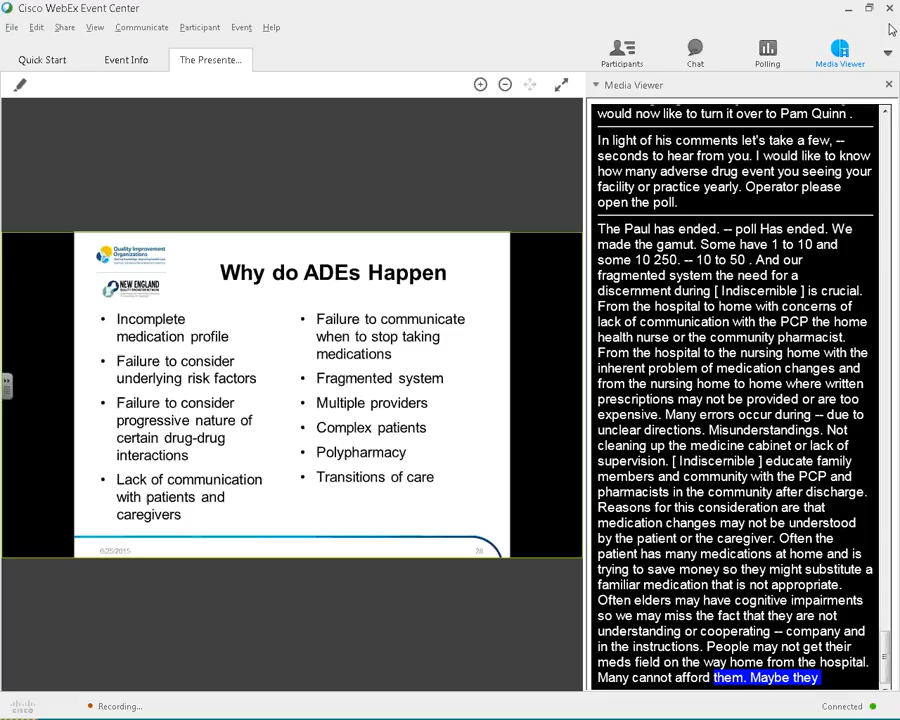 Cisco WebEx Event Center
File Edit Share View Communicate Participant Event Help
Quick Start Event Info The Presente...
Participants Chat Polling Media Viewer
Media Viewer
Quality Improvement
Organizations
NEW ENGLAND
Why do ADEs Happen
• Incomplete
medication profile
• Failure to consider
underlying risk factors
• Failure to consider
progressive nature of
certain drug-drug
interactions
• Lack of communication
with patients and
caregivers
• Failure to communicate
when to stop taking
medications
• Fragmented system
• Multiple providers
• Complex patients
• Polypharmacy
• Transitions of care
6/25/2015
28
would now like to turn it over to Pam Quinn .
In light of his comments let's take a few, --
seconds to hear from you. I would like to know
how many adverse drug event you seeing your
facility or practice yearly. Operator please
open the poll.
The Paul has ended. -- poll Has ended. We
made the gamut. Some have 1 to 10 and
some 10 250. -- 10 to 50 . And our
fragmented system the need for a
discernment during [ Indiscernible ] is crucial.
From the hospital to home with concerns of
lack of communication with the PCP the home
health nurse or the community pharmacist.
From the hospital to the nursing home with the
inherent problem of medication changes and
from the nursing home to home where written
prescriptions may not be provided or are too
expensive. Many errors occur during -- due to
unclear directions. Misunderstandings. Not
cleaning up the medicine cabinet or lack of
supervision. [ Indiscernible ] educate family
members and community with the PCP and
pharmacists in the community after discharge.
Reasons for this consideration are that
medication changes may not be understood
by the patient or the caregiver. Often the
patient has many medications at home and is
trying to save money so they might substitute a
familiar medication that is not appropriate.
Often elders may have cognitive impairments
so we may miss the fact that they are not
understanding or cooperating -- company and
in the instructions. People may not get their
meds field on the way home from the hospital.
Many cannot afford them. Maybe they
cisco
Recording...
Connected